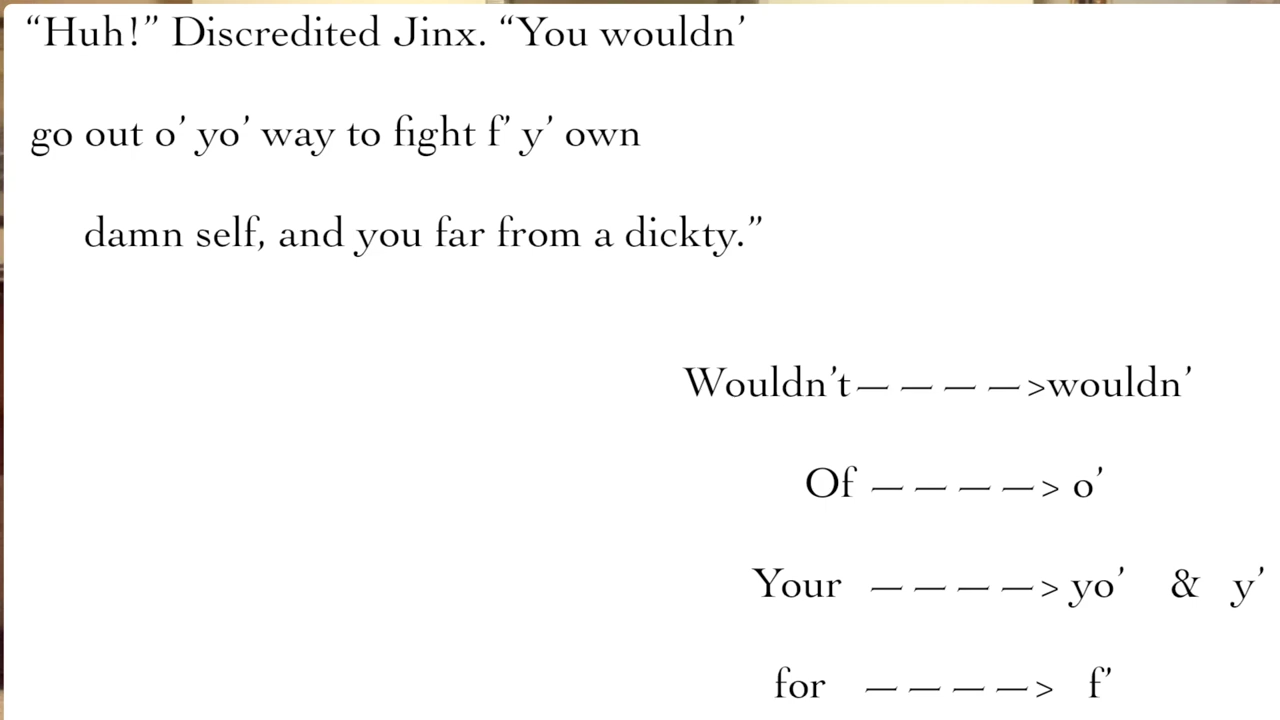 “Huh!” Discredited Jinx. “You wouldn’
go out o’ yo’ way to fight f’ y’ own
damn self, and you far from a dickty.”
Wouldn’t— — — —>wouldn’
Of — — — —> o’
Your — — — —> yo’ & y’
for — — — —> f’